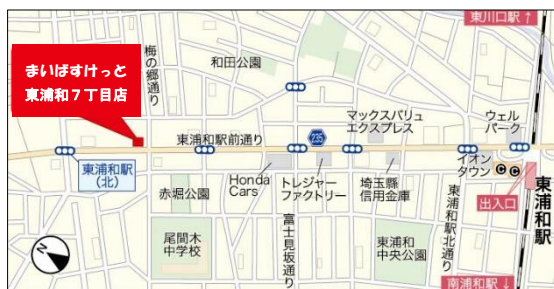 東川口駅↑
まいばすけっと
東浦和７丁目店
梅の郷通り
和田公園
東浦和駅前通り
235
マックスバリュ
エクスプレス
ウェル
パーク
東浦和駅
(北)
赤堀公園
Honda
Cars
トレジャー
ファクトリー
埼玉縣
信用金庫
イオン
タウン
出入口
東浦和駅
尾間木
中学校
富士見坂通り
東浦和
中央公園
東浦和駅北通り
南浦和駅↓
N